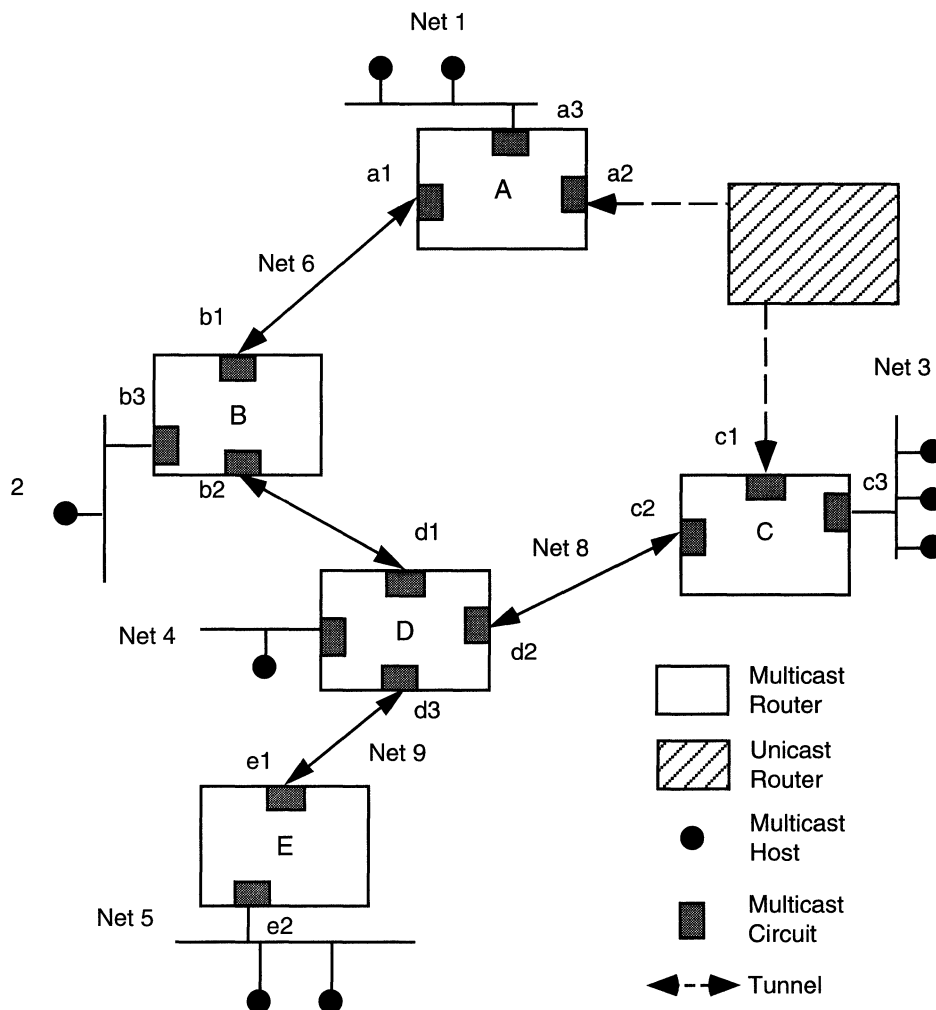 Net 1
a3
a1
A
a2
Net 6
b1
Net 3
b3
B
c1
2
b2
c3
c2
C
d1
Net 8
Net 4
D
d2
d3
Net 9
e1
E
Net 5
e2
Multicast
Router
Unicast
Router
Multicast
Host
Multicast
Circuit
Tunnel